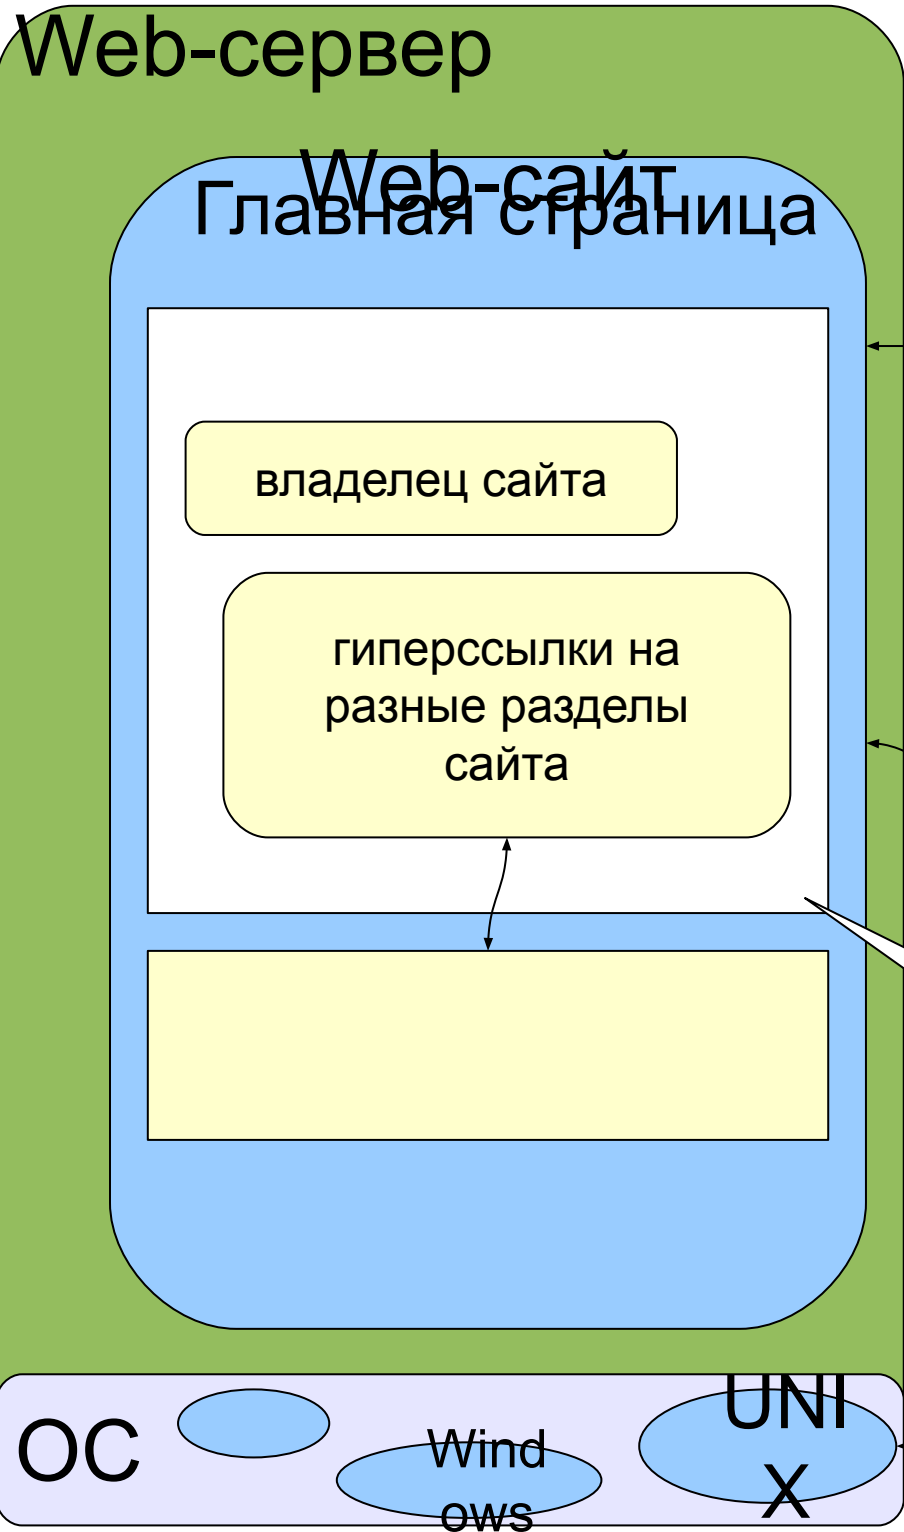 Web-сервер
Web-сайт
Главная страница
владелец сайта
гиперссылки на
разные разделы
сайта
ОС
Wind
ows
UNI
X